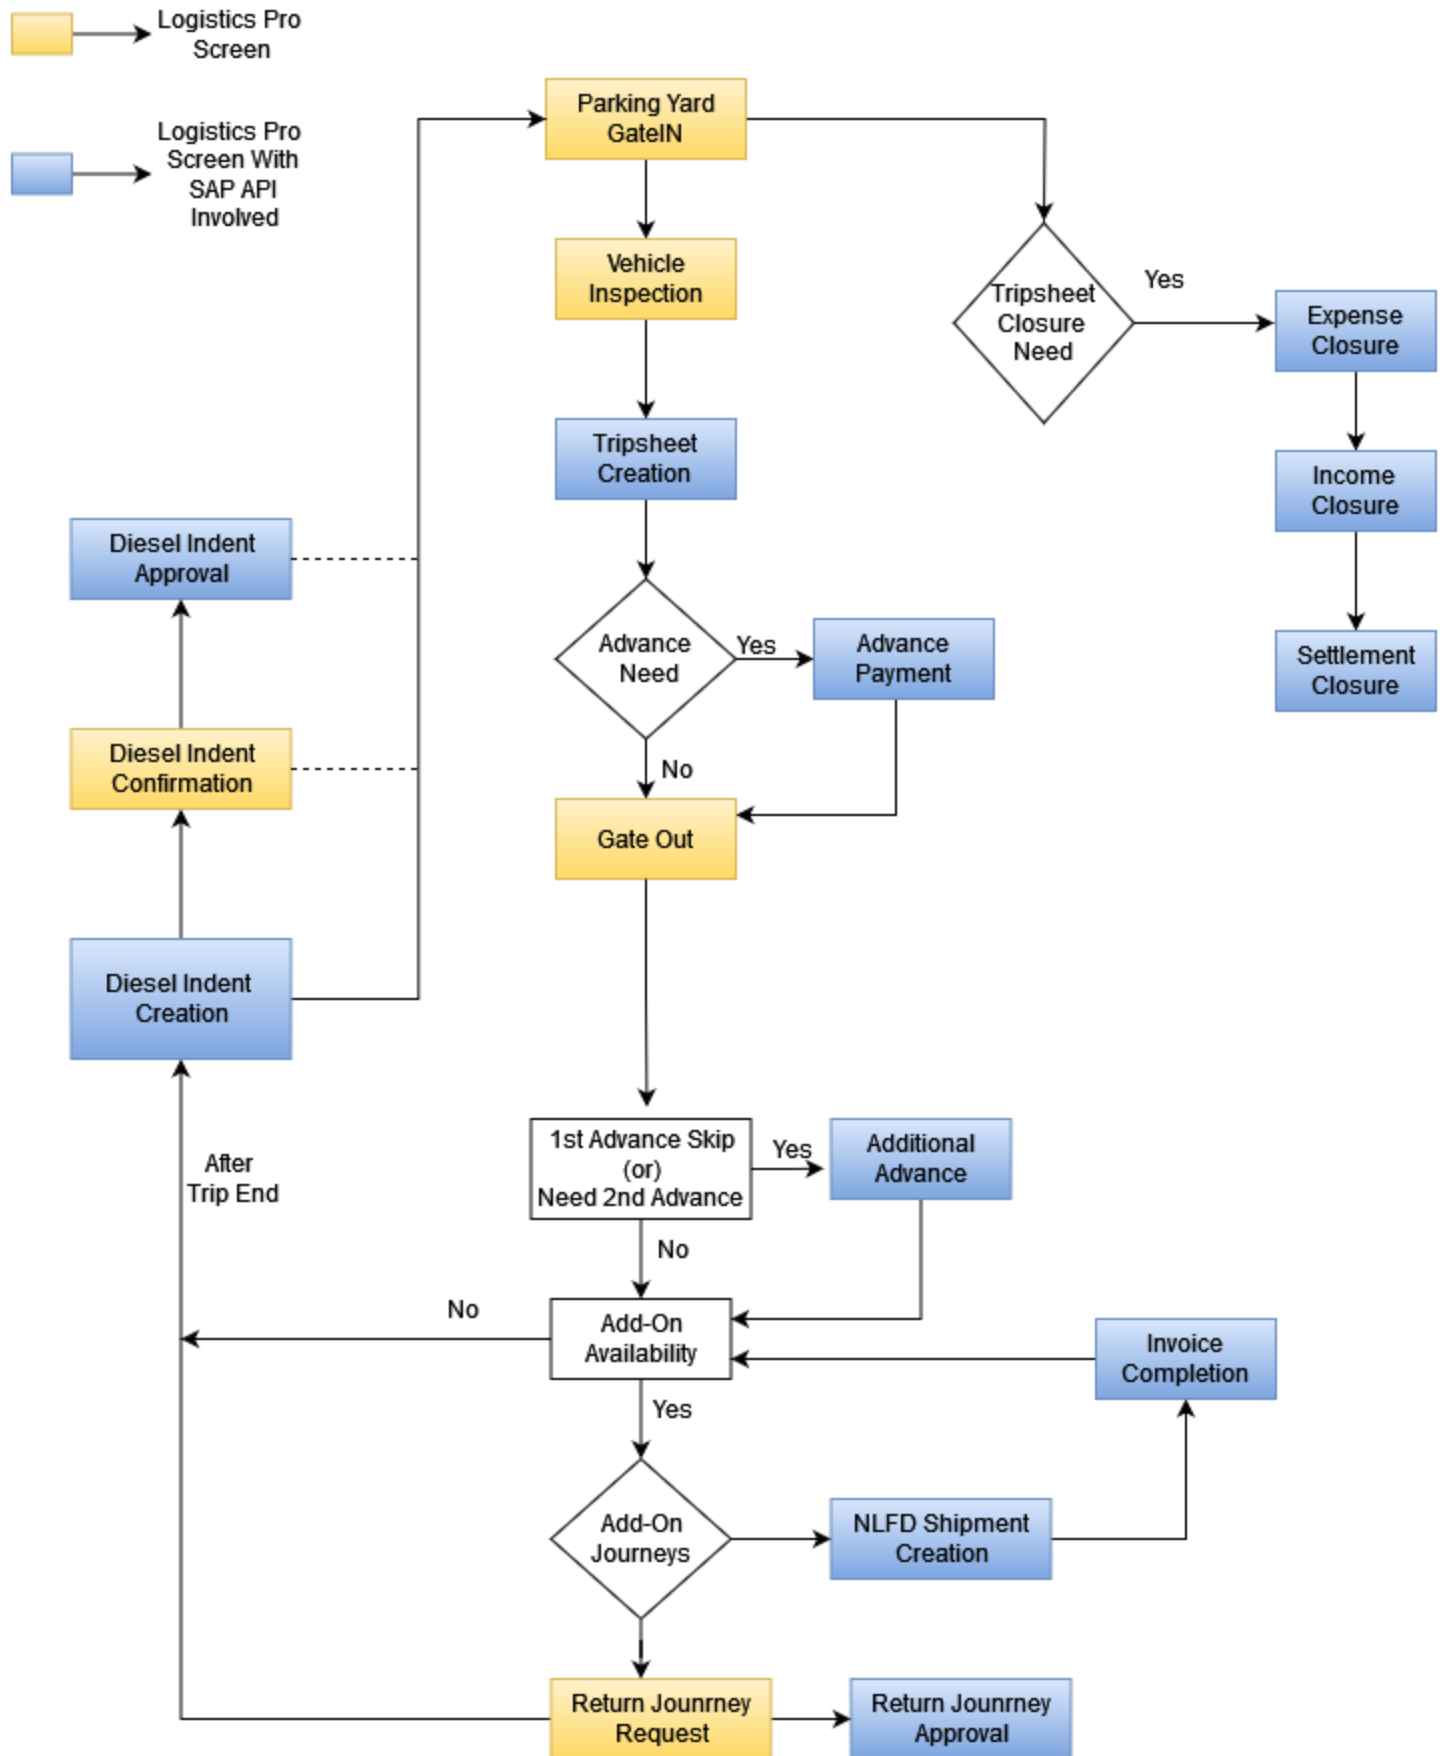 Logistics Pro
Screen
Logistics Pro
Screen With
SAP API
Involved
Parking Yard
GateIN
Vehicle
Inspection
Tripsheet
Closure
Need
Yes
Expense
Closure
Tripsheet
Creation
Income
Closure
Diesel Indent
Approval
Advance
Need
Yes
Advance
Payment
Settlement
Closure
No
Diesel Indent
Confirmation
Gate Out
Diesel Indent
Creation
After
Trip End
1st Advance Skip
(or)
Need 2nd Advance
Yes
Additional
Advance
No
No
Add-On
Availability
Invoice
Completion
Yes
Add-On
Journeys
NLFD Shipment
Creation
Return Jounrney
Request
Return Jounrney
Approval